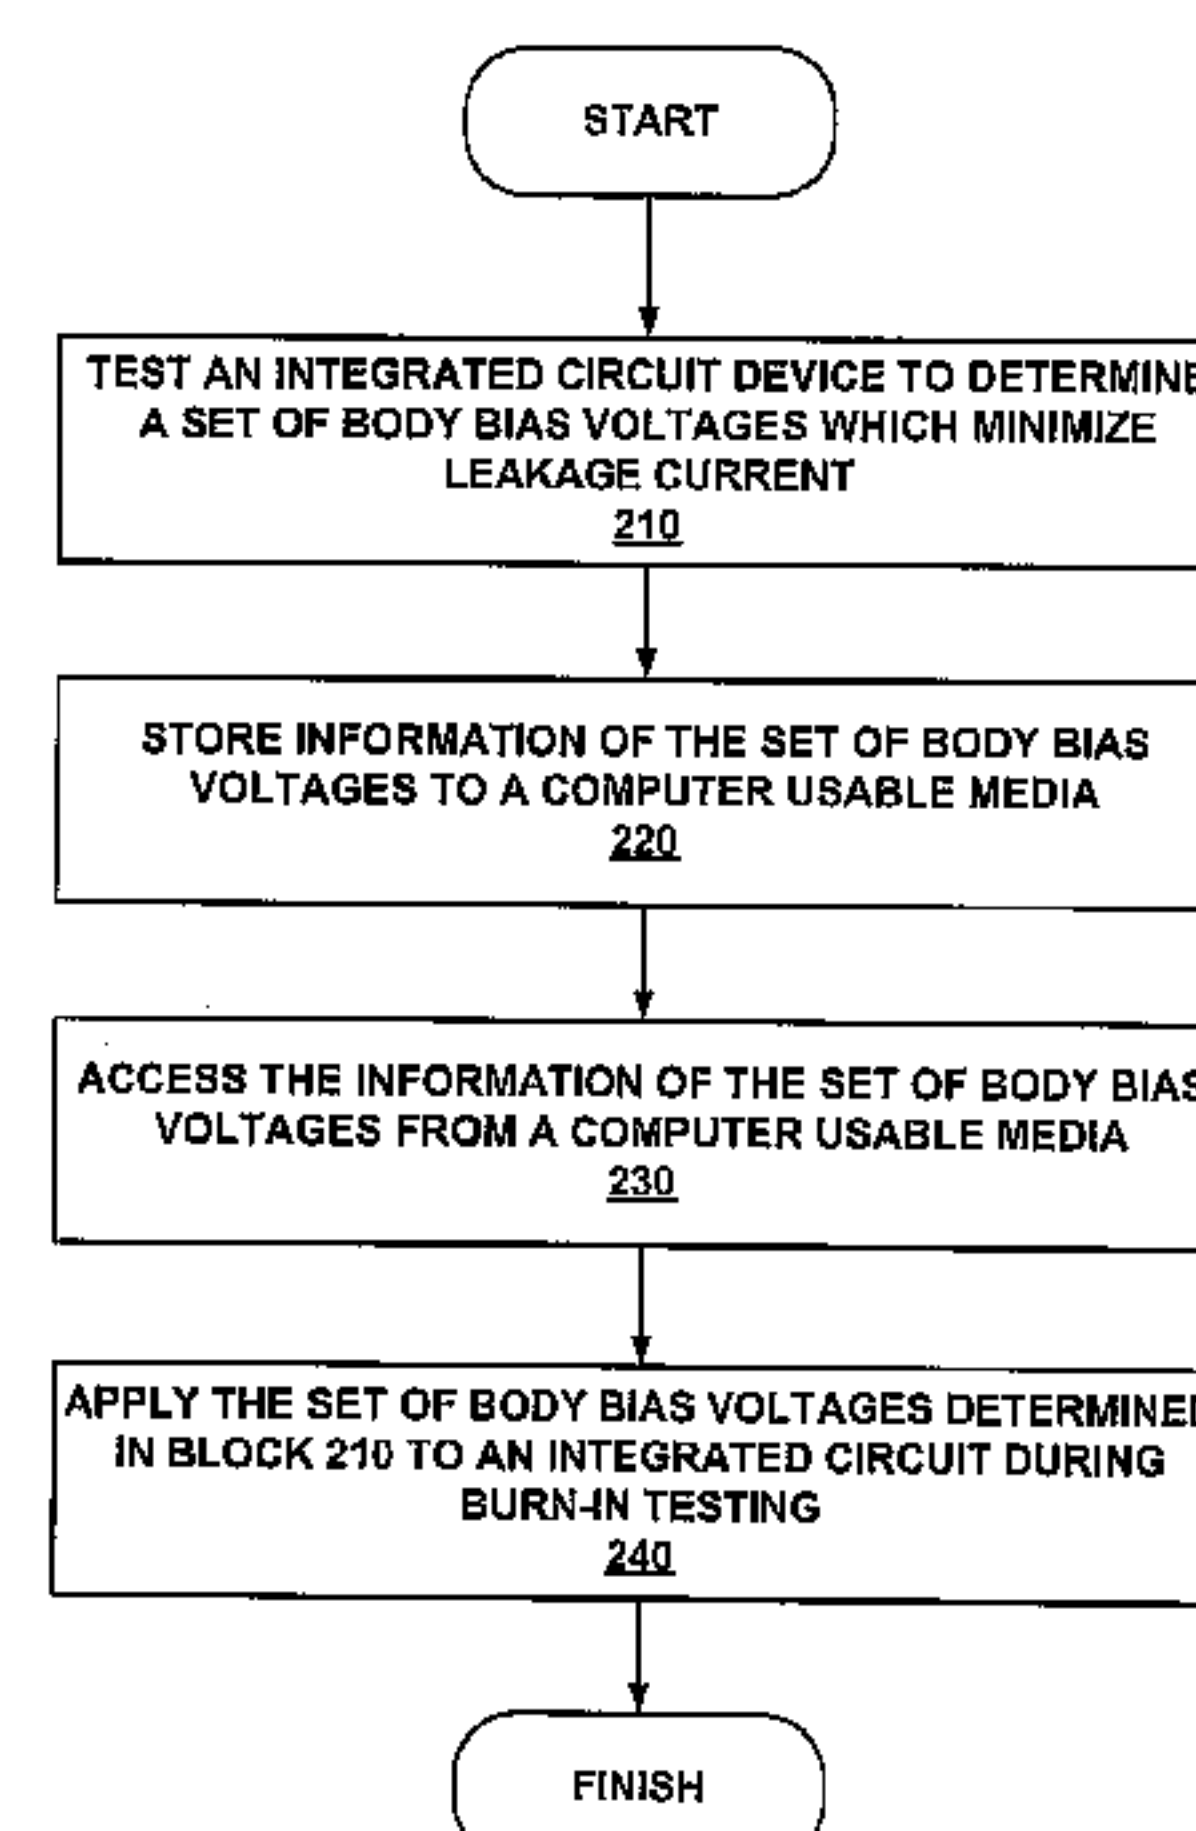 START
TEST AN INTEGRATED CIRCUIT DEVICE TO DETERMINE
A SET OF BODY BIAS VOLTAGES WHICH MINIMIZE
LEAKAGE CURRENT
210
STORE INFORMATION OF THE SET OF BODY BIAS
VOLTAGES TO A COMPUTER USABLE MEDIA
220
ACCESS THE INFORMATION OF THE SET OF BODY BIAS
VOLTAGES FROM A COMPUTER USABLE MEDIA
230
APPLY THE SET OF BODY BIAS VOLTAGES DETERMINED
IN BLOCK 210 TO AN INTEGRATED CIRCUIT DURING
BURN-IN TESTING
240
FINISH